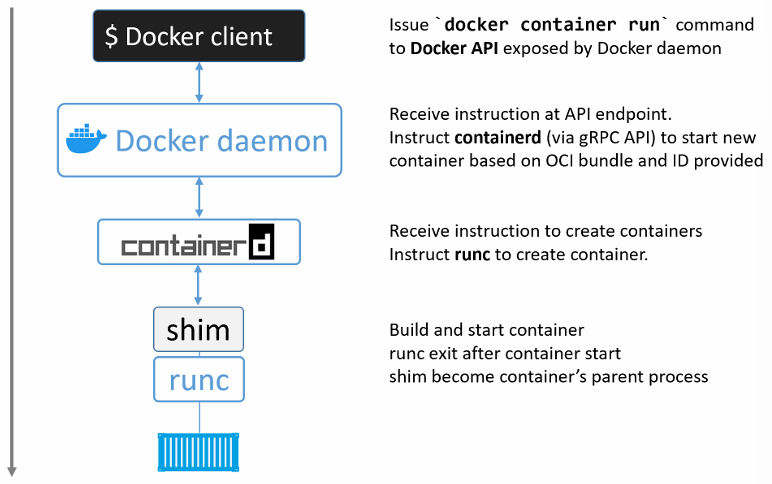 $ Docker client
Issue `docker container run` command
to Docker API exposed by Docker daemon
Docker daemon
Receive instruction at API endpoint.
Instruct containerd (via gRPC API) to start new
container based on OCI bundle and ID provided
containerd
Receive instruction to create containers
Instruct runc to create container.
shim
runc
Build and start container
runc exit after container start
shim become container’s parent process